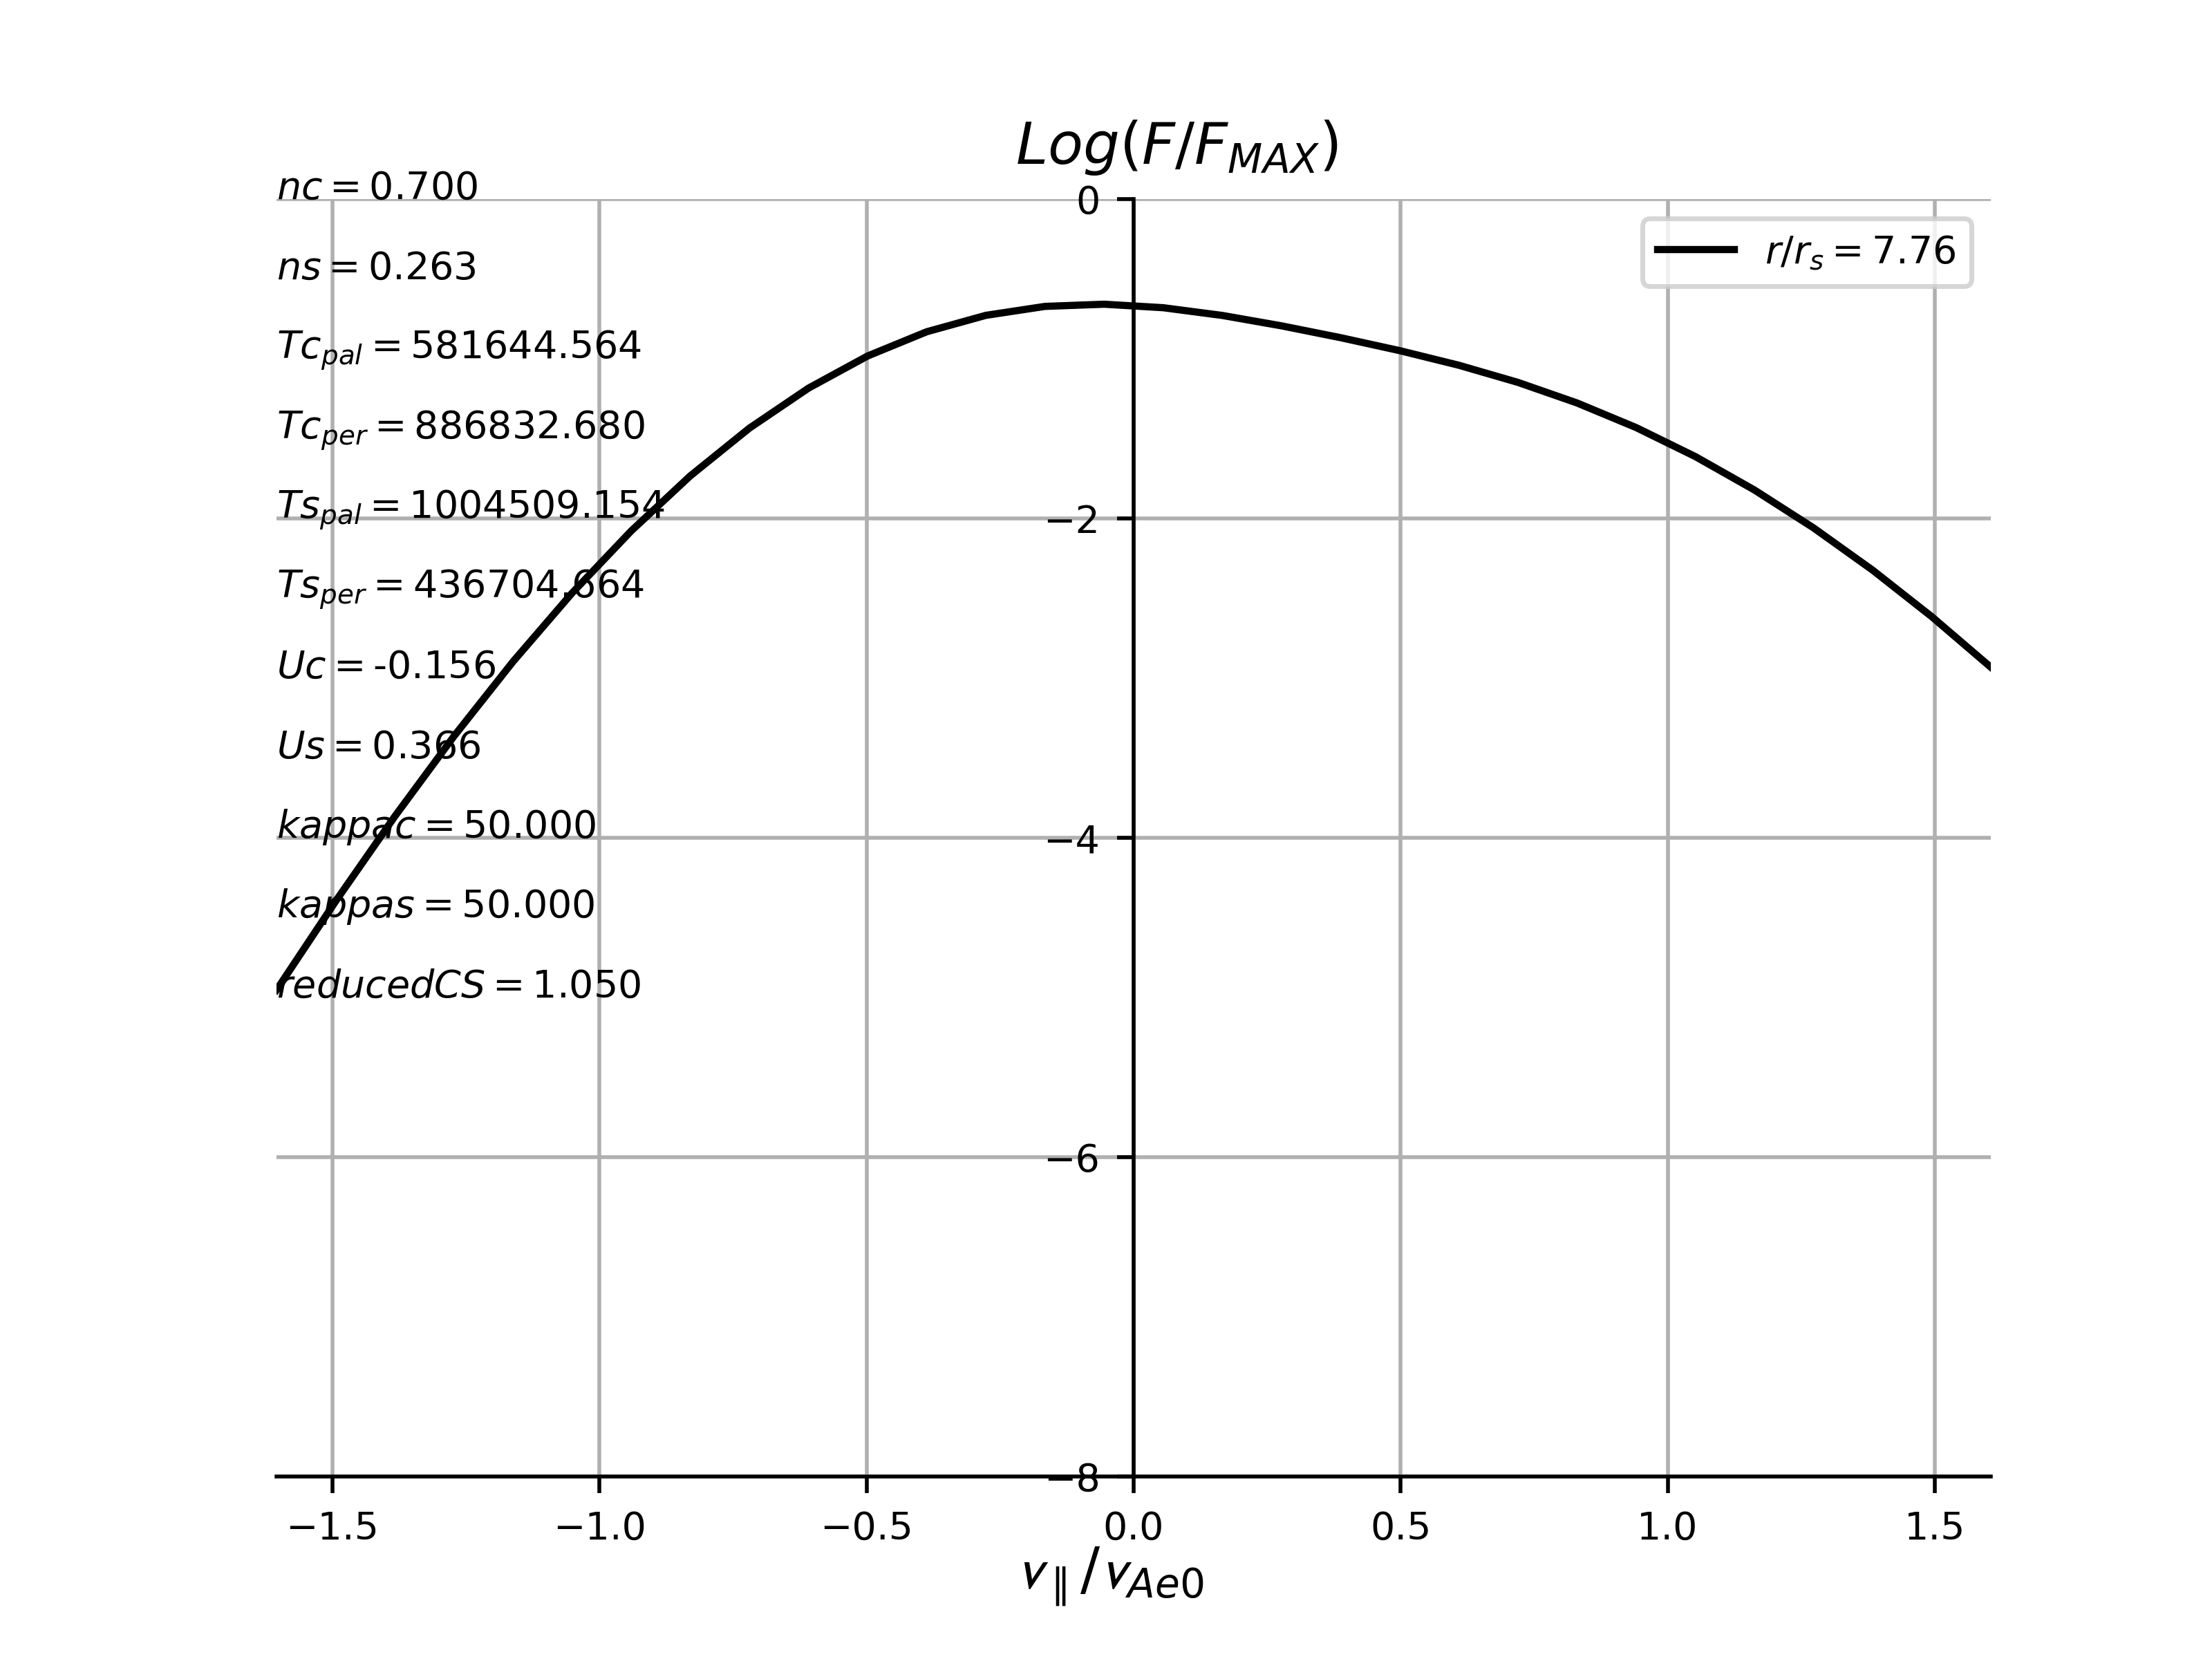 Log(F/F_MAX)
nc = 0.700
0
r/r_s = 7.76
ns = 0.263
Tc_pal = 581644.564
Tc_per = 886832.680
Ts_pal = 1004509.154
−2
Ts_per = 436704.664
Uc = -0.156
Us = 0.366
kappac = 50.000
−4
kappas = 50.000
reducedCS = 1.050
−6
−8
−1.5 −1.0 −0.5 0.0 0.5 1.0 1.5
v_∥/v_Ae0